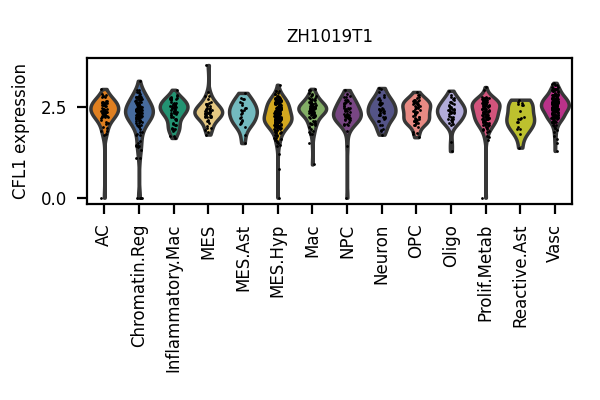 ZH1019T1
CFL1 expression
2.5
0.0
AC
Chromatin.Reg
Inflammatory.Mac
MES
MES.Ast
MES.Hyp
Mac
NPC
Neuron
OPC
Oligo
Prolif.Metab
Reactive.Ast
Vasc